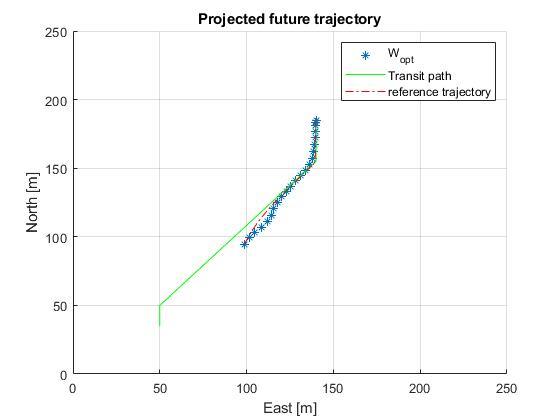 Projected future trajectory
W_opt
Transit path
reference trajectory
250
200
150
100
50
0
North [m]
0 50 100 150 200 250
East [m]